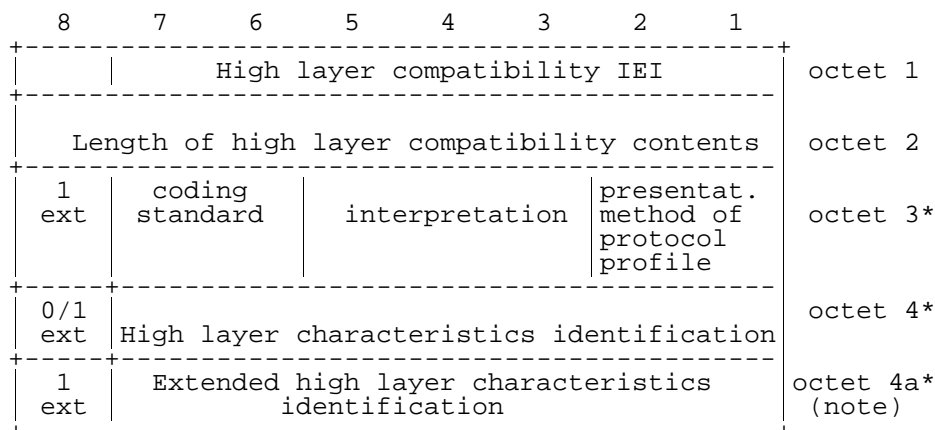 8 7 6 5 4 3 2 1
High layer compatibility IEI octet 1
Length of high layer compatibility contents octet 2
1 coding presentat.
ext standard interpretation method of octet 3*
protocol
profile
0/1 octet 4*
ext High layer characteristics identification
1 Extended high layer characteristics octet 4a*
ext identification (note)